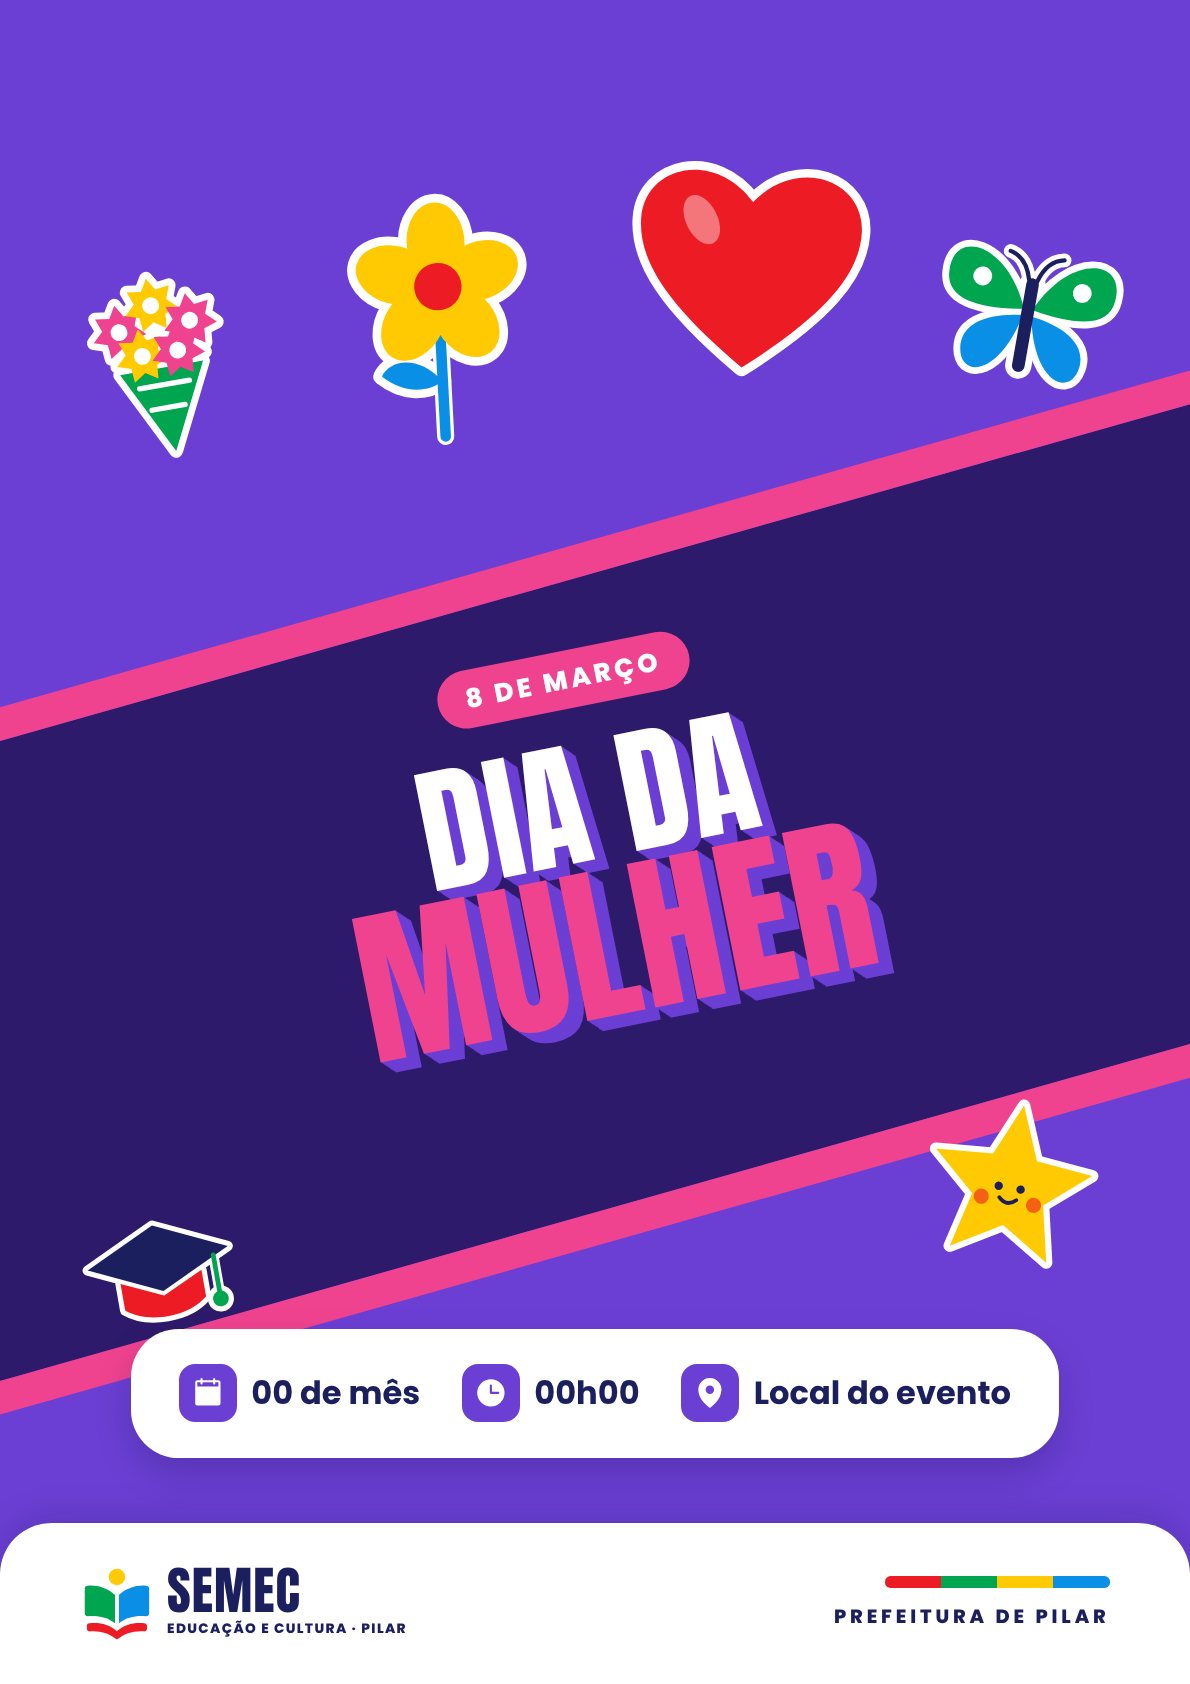 8 DE MARÇO
DIA DA
MULHER
00 de mês
00h00
Local do evento
SEMEC
EDUCAÇÃO E CULTURA · PILAR
PREFEITURA DE PILAR